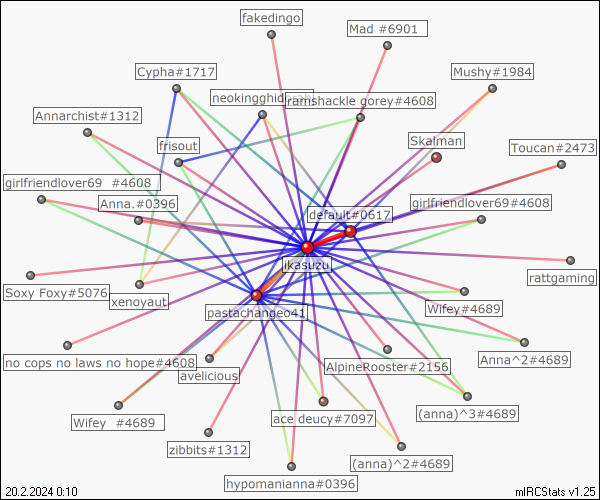 fakedingo
Mad #6901
Cypha#1717
Mushy#1984
ramshackle gorey#4608
Annarchist#1312
frisout
Skalman
Toucan#2473
girlfriendlover69 #4608
Anna.#0396
girlfriendlover69#4608
default#0617
ikasuzu
rattgaming
Soxy Foxy#5076
xenoyaut
pastachangeo41
Wifey#4689
no cops no laws no hope#4608
avelicious
AlpineRooster#2156
Anna^2#4689
Wifey #4689
ace deucy#7097
(anna)^3#4689
zibbits#1312
(anna)^2#4689
hypomanianna#0396
20.2.2024 0:10
mIRCStats v1.25